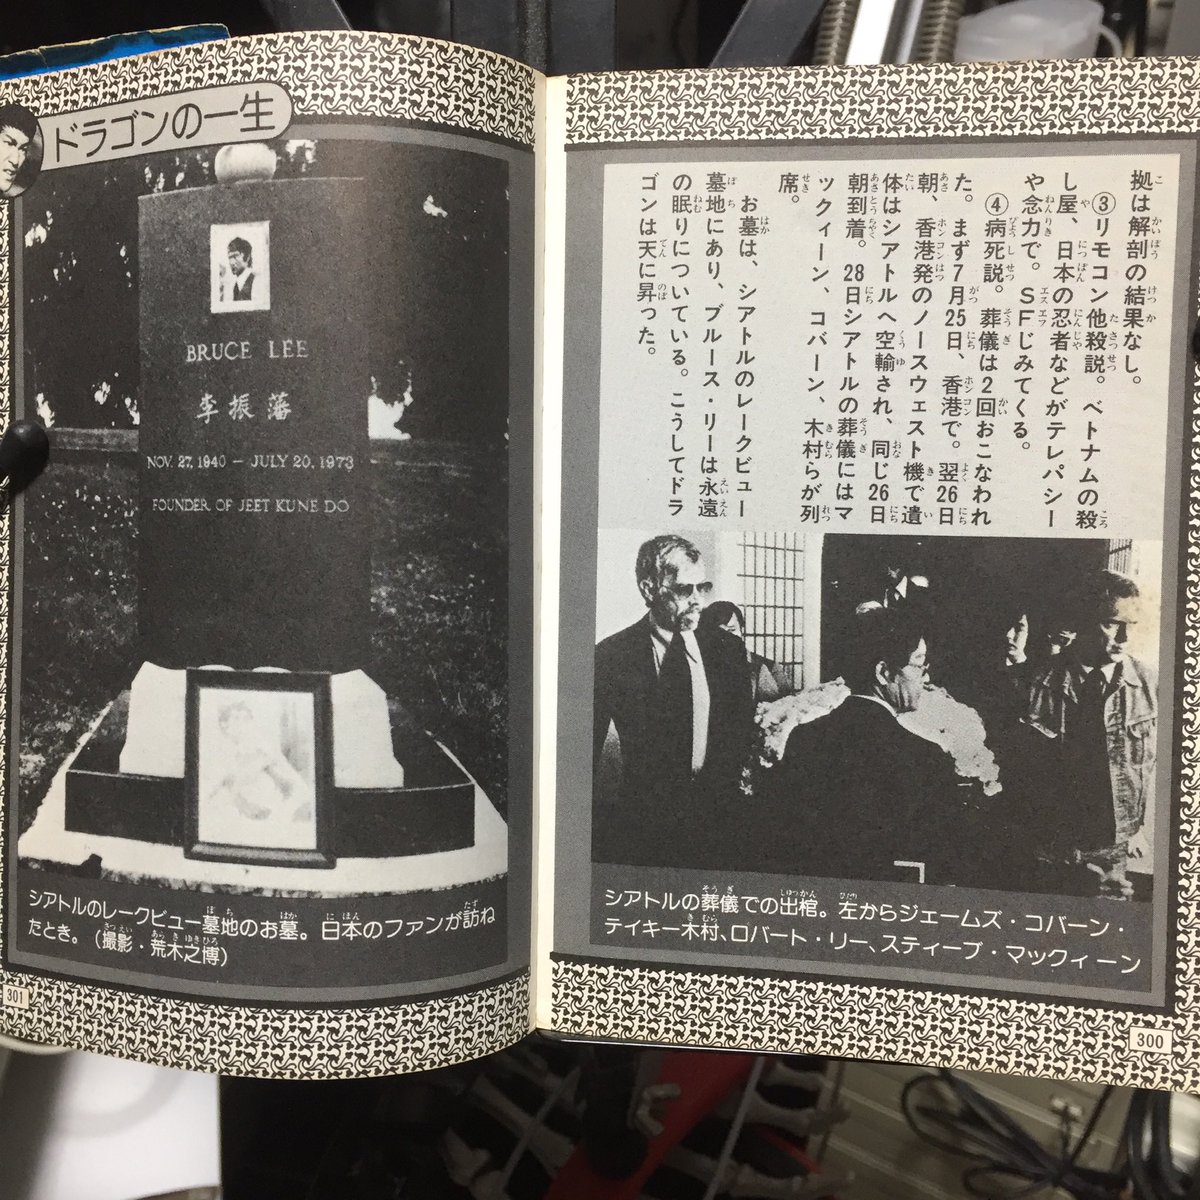 拠は解剖の結果なし。
③リモコン他殺説。ベトナムの殺
し屋、日本の忍者などがテレパシー
や念力で。SFじみてくる。
④病死説。葬儀は2回おこなわれ
た。まず7月25日、香港で。翌26日
朝、香港発のノースウェスト機で遺
体はシアトルへ空輸され、同じ26日
朝到着。28日シアトルの葬儀にはマ
ックィーン、コバーン、木村らが列
席。
お墓は、シアトルのレークビュー
墓地にあり、ブルース・リーは永遠
の眠りについている。こうしてドラ
ゴンは天に昇った。
シアトルの葬儀での出棺。左からジェームズ・コバーン・
テイキー木村、ロバート・リー、スティーブ・マックィーン
300
ドラゴンの一生
BRUCE LEE
李振藩
NOV. 27, 1940 – JULY 20, 1973
FOUNDER OF JEET KUNE DO
シアトルのレークビュー墓地のお墓。日本のファンが訪ね
たとき。（撮影・荒木之博）
301